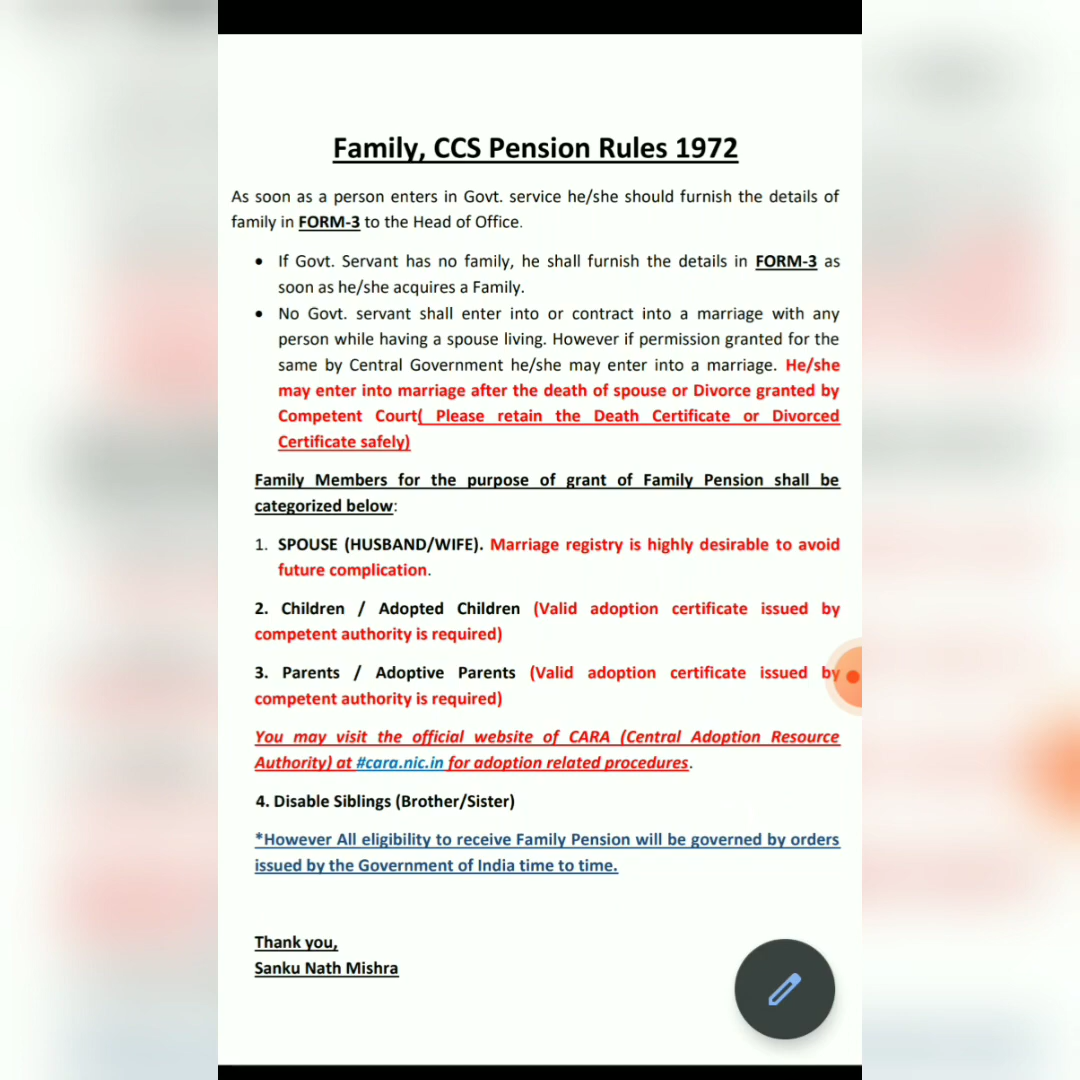 Family, CCS Pension Rules 1972
As soon as a person enters in Govt. service he/she should furnish the details of
family in FORM-3 to the Head of Office.
• If Govt. Servant has no family, he shall furnish the details in FORM-3 as
soon as he/she acquires a Family.
• No Govt. servant shall enter into or contract into a marriage with any
person while having a spouse living. However if permission granted for the
same by Central Government he/she may enter into a marriage. He/she
may enter into marriage after the death of spouse or Divorce granted by
Competent Court( Please retain the Death Certificate or Divorced
Certificate safely)
Family Members for the purpose of grant of Family Pension shall be
categorized below:
1. SPOUSE (HUSBAND/WIFE). Marriage registry is highly desirable to avoid
future complication.
2. Children / Adopted Children (Valid adoption certificate issued by
competent authority is required)
3. Parents / Adoptive Parents (Valid adoption certificate issued by
competent authority is required)
You may visit the official website of CARA (Central Adoption Resource
Authority) at #cara.nic.in for adoption related procedures.
4. Disable Siblings (Brother/Sister)
*However All eligibility to receive Family Pension will be governed by orders
issued by the Government of India time to time.
Thank you,
Sanku Nath Mishra